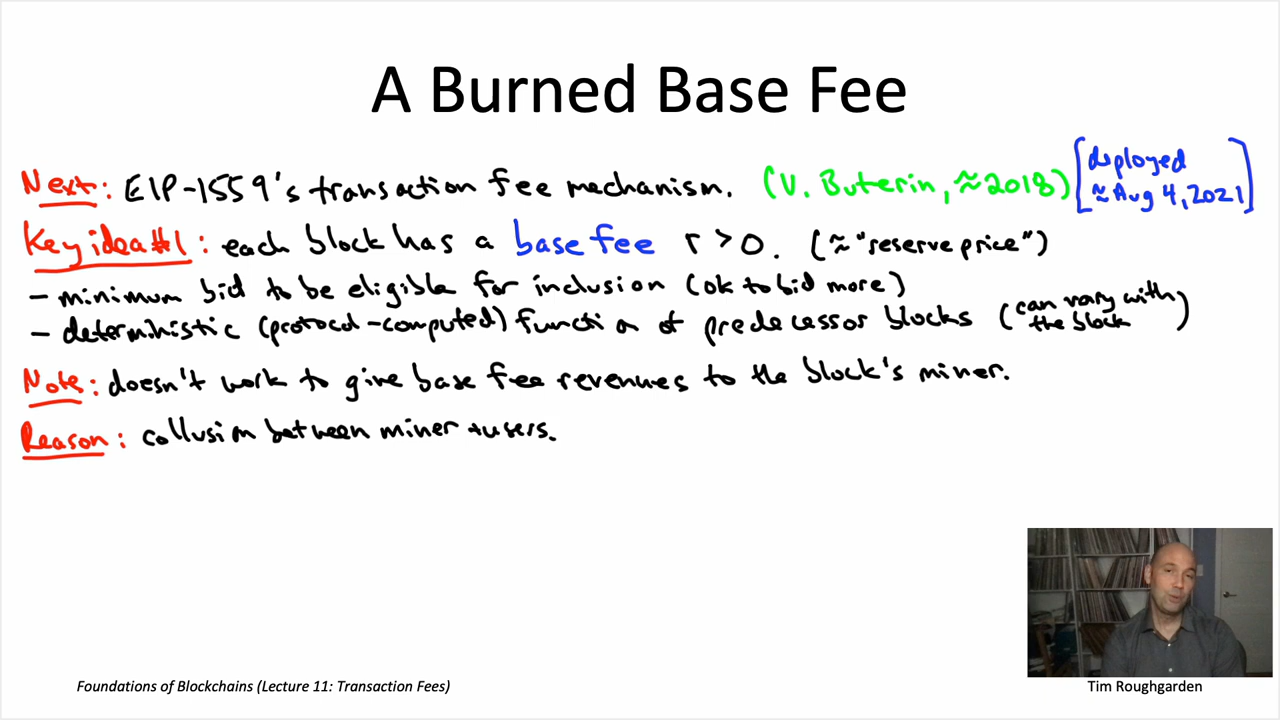 A Burned Base Fee
Next: EIP-1559's transaction fee mechanism. (V. Buterin, ≈2018) [deployed ≈Aug 4, 2021]
Key idea #1: each block has a base fee r > 0. (≈ "reserve price")
- minimum bid to be eligible for inclusion (ok to bid more)
- deterministic (protocol-computed) function of predecessor blocks (can vary with the block)
Note: doesn't work to give base fee revenues to the block's miner.
Reason: collusion between miner + users.
Foundations of Blockchains (Lecture 11: Transaction Fees)
Tim Roughgarden